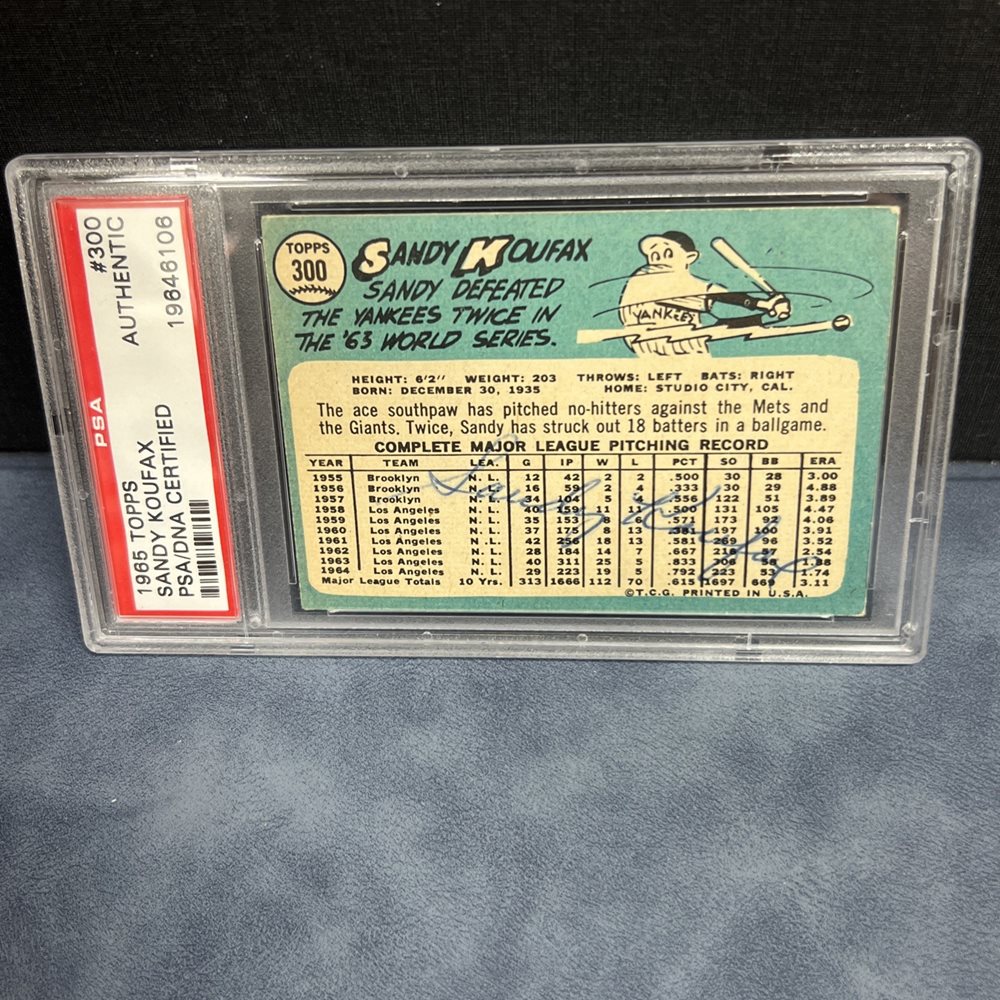 PSA
1965 TOPPS #300
SANDY KOUFAX AUTHENTIC
PSA/DNA CERTIFIED 19646106
TOPPS
300
SANDY KOUFAX
SANDY DEFEATED
THE YANKEES TWICE IN
THE '63 WORLD SERIES.
YANKEES
HEIGHT: 6'2" WEIGHT: 203 THROWS: LEFT BATS: RIGHT
BORN: DECEMBER 30, 1935 HOME: STUDIO CITY, CAL.
The ace southpaw has pitched no-hitters against the Mets and
the Giants. Twice, Sandy has struck out 18 batters in a ballgame.
COMPLETE MAJOR LEAGUE PITCHING RECORD
YEAR TEAM LEA. G IP W L PCT SO BB ERA
1955 Brooklyn N. L. 12 42 2 2 .500 30 28 3.00
1956 Brooklyn N. L. 16 59 2 4 .333 30 29 4.88
1957 Brooklyn N. L. 34 104 5 4 .556 122 51 3.89
1958 Los Angeles N. L. 40 159 11 11 .500 131 105 4.47
1959 Los Angeles N. L. 35 153 8 6 .571 173 92 4.06
1960 Los Angeles N. L. 37 175 8 13 .381 197 100 3.91
1961 Los Angeles N. L. 42 256 18 13 .581 269 96 3.52
1962 Los Angeles N. L. 28 184 14 7 .667 216 57 2.54
1963 Los Angeles N. L. 40 311 25 5 .833 306 58 1.88
1964 Los Angeles N. L. 29 223 19 5 .792 223 53 1.74
Major League Totals 10 Yrs. 313 1666 112 70 .615 1697 669 3.11
©T.C.G. PRINTED IN U.S.A.
Sandy Koufax